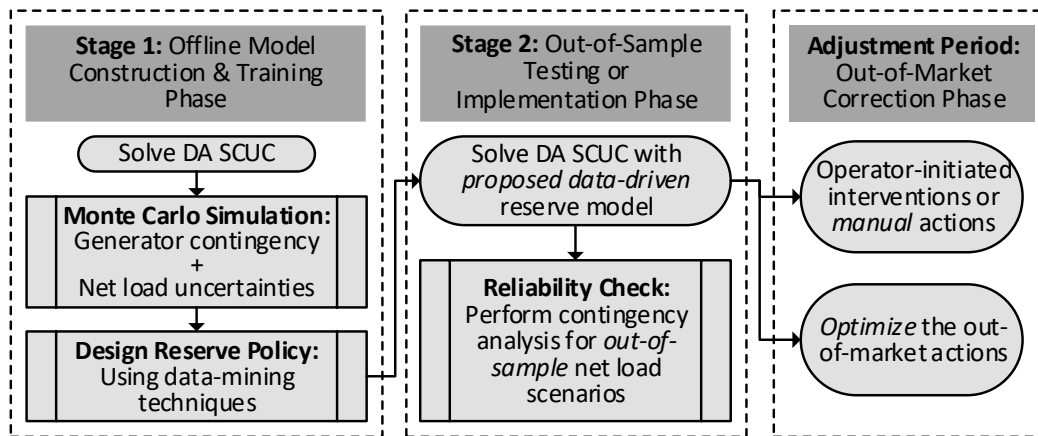 Stage 1: Offline Model
Construction & Training
Phase
Solve DA SCUC
Monte Carlo Simulation:
Generator contingency
+
Net load uncertainties
Design Reserve Policy:
Using data-mining
techniques
Stage 2: Out-of-Sample
Testing or
Implementation Phase
Solve DA SCUC with
proposed data-driven
reserve model
Reliability Check:
Perform contingency
analysis for out-of-
sample net load
scenarios
Adjustment Period:
Out-of-Market
Correction Phase
Operator-initiated
interventions or
manual actions
Optimize the out-
of-market actions